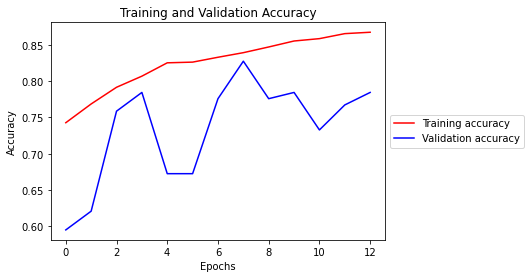 Training and Validation Accuracy
Accuracy
0.85
0.80
0.75
0.70
0.65
0.60
0 2 4 6 8 10 12
Epochs
Training accuracy
Validation accuracy